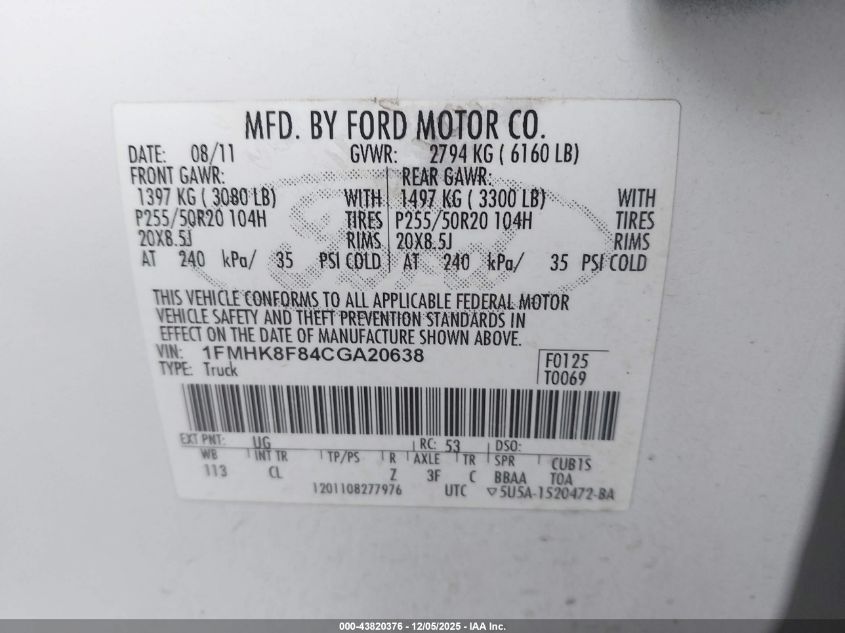 MFD. BY FORD MOTOR CO.
DATE: 08/11 GVWR: 2794 KG ( 6160 LB)
FRONT GAWR: REAR GAWR:
1397 KG ( 3080 LB) WITH 1497 KG ( 3300 LB) WITH
P255/50R20 104H TIRES P255/50R20 104H TIRES
20X8.5J RIMS 20X8.5J RIMS
AT 240 kPa/ 35 PSI COLD AT 240 kPa/ 35 PSI COLD
Ford
THIS VEHICLE CONFORMS TO ALL APPLICABLE FEDERAL MOTOR
VEHICLE SAFETY AND THEFT PREVENTION STANDARDS IN
EFFECT ON THE DATE OF MANUFACTURE SHOWN ABOVE.
VIN: 1FMHK8F84CGA20638 F0125
TYPE: Truck T0069
EXT PNT: UG RC: 53 DSO:
WB INT TR TP/PS R AXLE TR SPR CUB1S
113 CL Z 3F C BBAA TOA
1201108277976 UTC ▽5U5A-1520472-BA
000-43820376 - 12/05/2025 - IAA Inc.